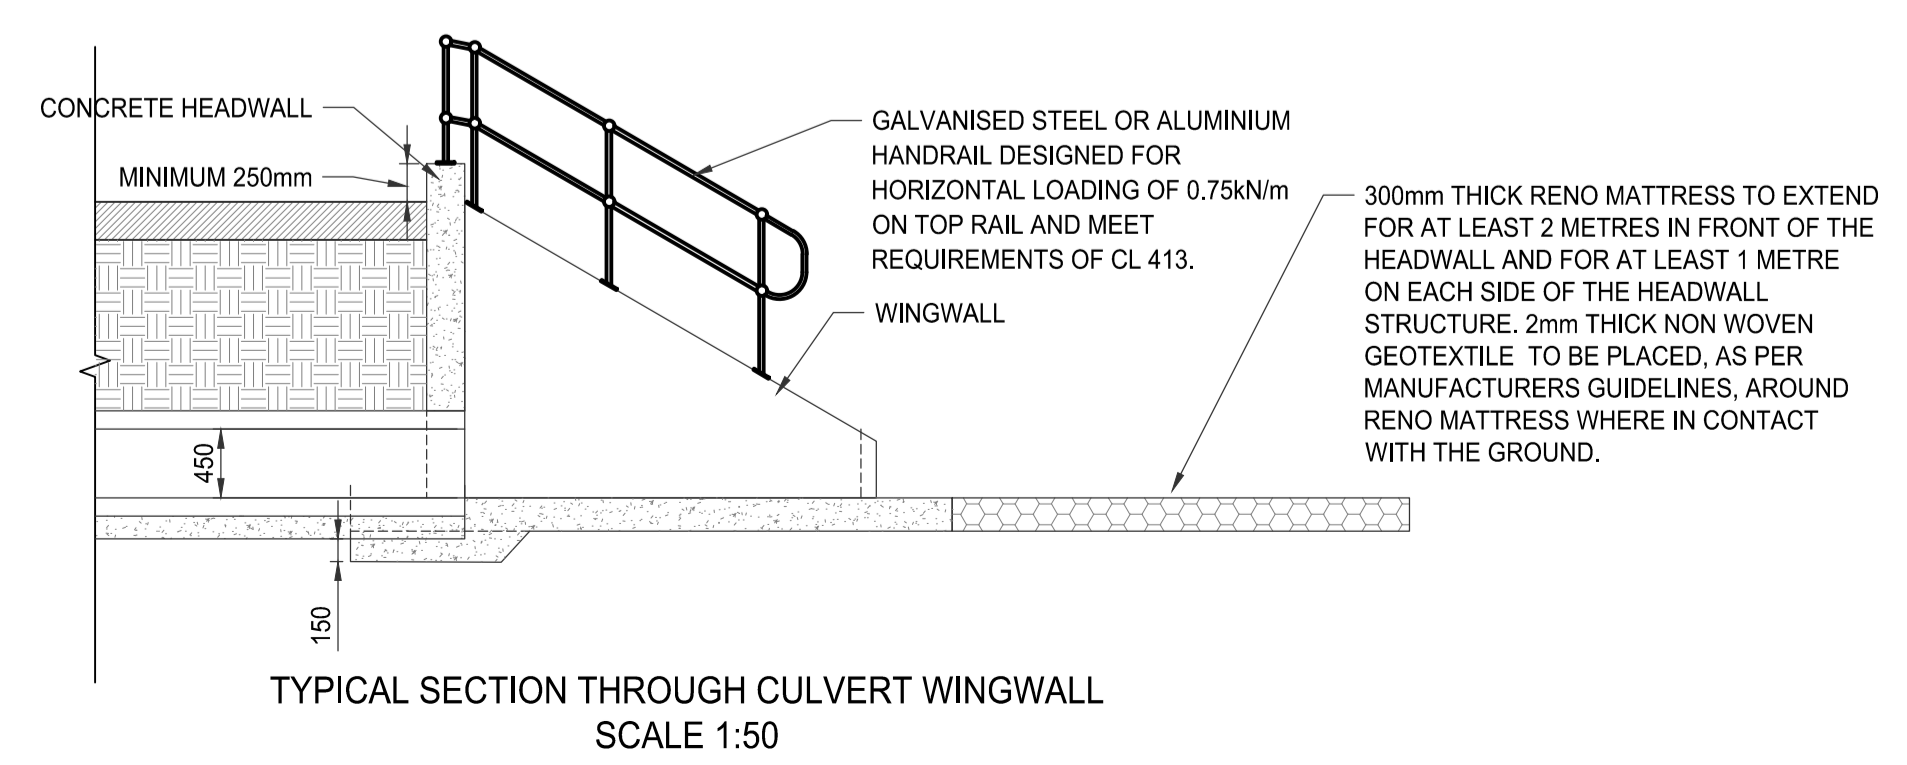 CONCRETE HEADWALL
MINIMUM 250mm
GALVANISED STEEL OR ALUMINIUM
HANDRAIL DESIGNED FOR
HORIZONTAL LOADING OF 0.75kN/m
ON TOP RAIL AND MEET
REQUIREMENTS OF CL 413.
WINGWALL
300mm THICK RENO MATTRESS TO EXTEND
FOR AT LEAST 2 METRES IN FRONT OF THE
HEADWALL AND FOR AT LEAST 1 METRE
ON EACH SIDE OF THE HEADWALL
STRUCTURE. 2mm THICK NON WOVEN
GEOTEXTILE TO BE PLACED, AS PER
MANUFACTURERS GUIDELINES, AROUND
RENO MATTRESS WHERE IN CONTACT
WITH THE GROUND.
450
150
TYPICAL SECTION THROUGH CULVERT WINGWALL
SCALE 1:50